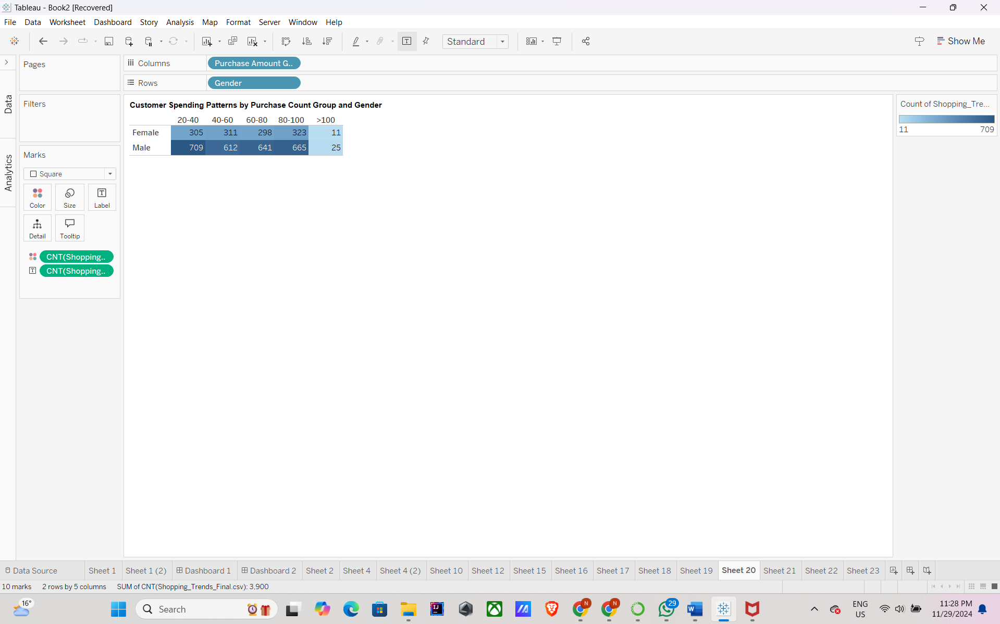 Tableau - Book2 [Recovered]
File Data Worksheet Dashboard Story Analysis Map Format Server Window Help
Standard
Show Me
Pages
Columns
Purchase Amount G..
Rows
Gender
Data
Analytics
Filters
Marks
Square
Color Size Label
Detail Tooltip
CNT(Shopping..
CNT(Shopping..
Customer Spending Patterns by Purchase Count Group and Gender
20-40 40-60 60-80 80-100 >100
Female 305 311 298 323 11
Male 709 612 641 665 25
Count of Shopping_Tre...
11 709
Data Source Sheet 1 Sheet 1 (2) Dashboard 1 Dashboard 2 Sheet 2 Sheet 4 Sheet 4 (2) Sheet 10 Sheet 12 Sheet 15 Sheet 16 Sheet 17 Sheet 18 Sheet 19 Sheet 20 Sheet 21 Sheet 22 Sheet 23
10 marks 2 rows by 5 columns SUM of CNT(Shopping_Trends_Final.csv): 3,900
16°
Search
N
N
29
ENG
US
11:28 PM
11/29/2024